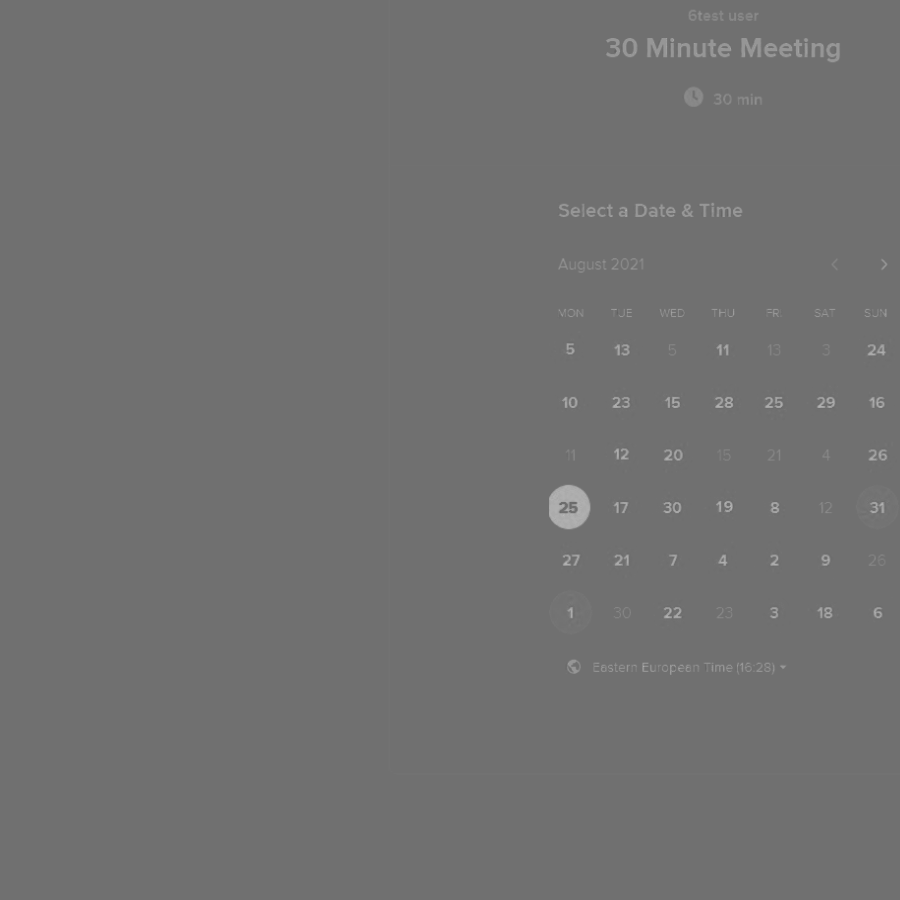 6test user
30 Minute Meeting
30 min
Select a Date & Time
August 2021
MON TUE WED THU FRI SAT SUN
5 13 5 11 13 3 24
10 23 15 28 25 29 16
11 12 20 15 21 4 26
25 17 30 19 8 12 31
27 21 7 4 2 9 26
1 30 22 23 3 18 6
Eastern European Time (16:28)